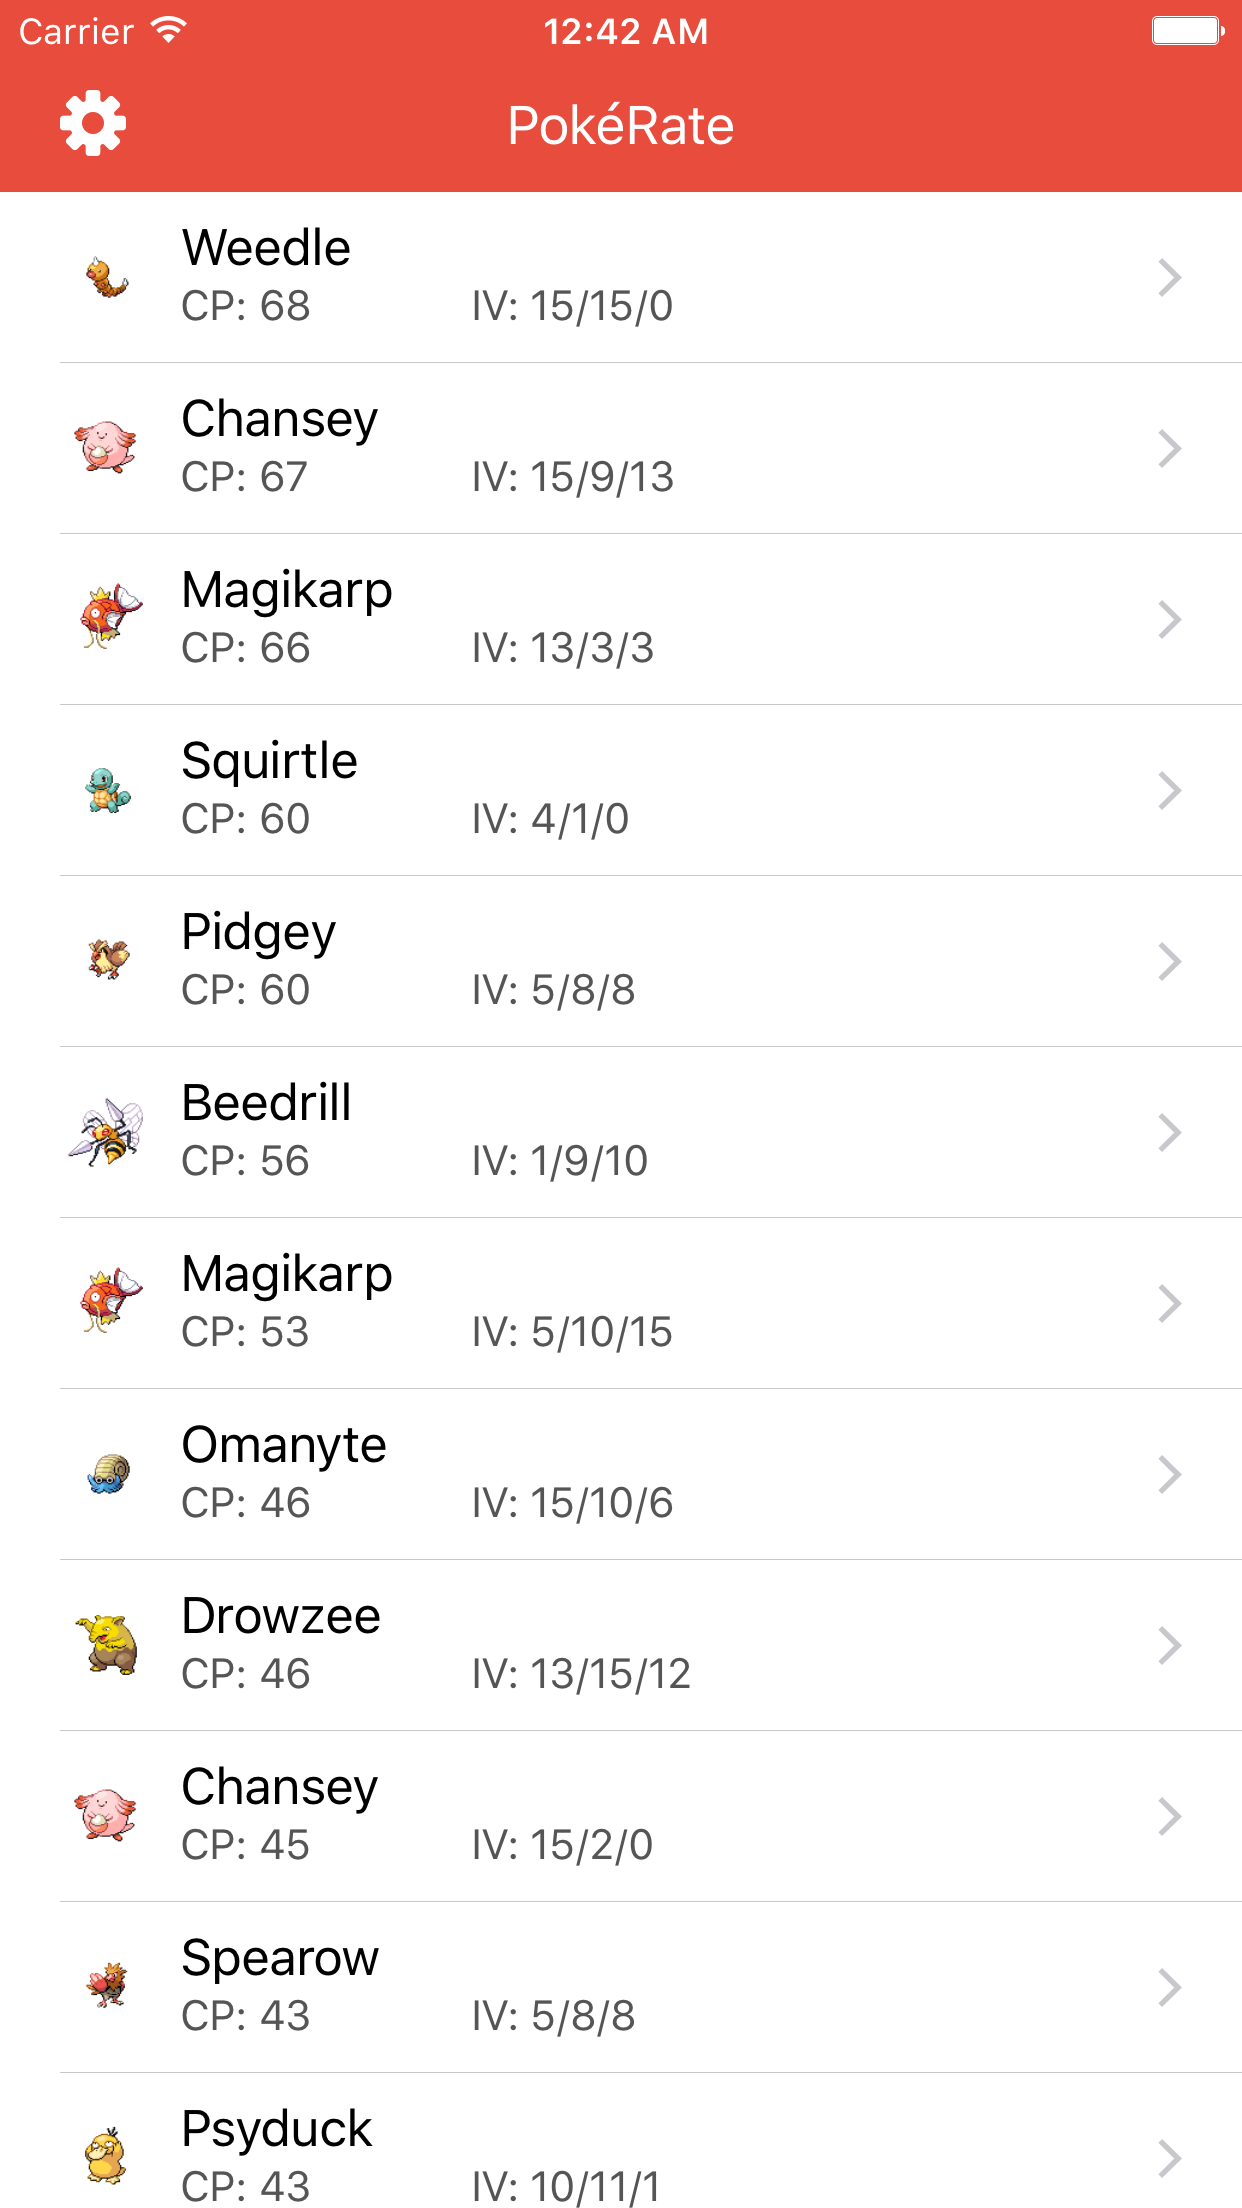 Carrier 12:42 AM
PokéRate
Weedle
CP: 68 IV: 15/15/0
Chansey
CP: 67 IV: 15/9/13
Magikarp
CP: 66 IV: 13/3/3
Squirtle
CP: 60 IV: 4/1/0
Pidgey
CP: 60 IV: 5/8/8
Beedrill
CP: 56 IV: 1/9/10
Magikarp
CP: 53 IV: 5/10/15
Omanyte
CP: 46 IV: 15/10/6
Drowzee
CP: 46 IV: 13/15/12
Chansey
CP: 45 IV: 15/2/0
Spearow
CP: 43 IV: 5/8/8
Psyduck
CP: 43 IV: 10/11/1